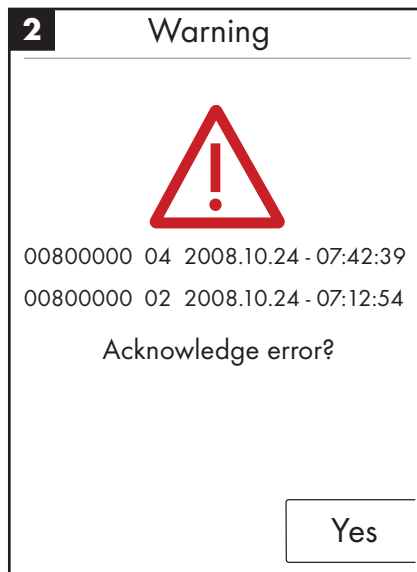 2
Warning
00800000 04 2008.10.24 - 07:42:39
00800000 02 2008.10.24 - 07:12:54
Acknowledge error?
Yes